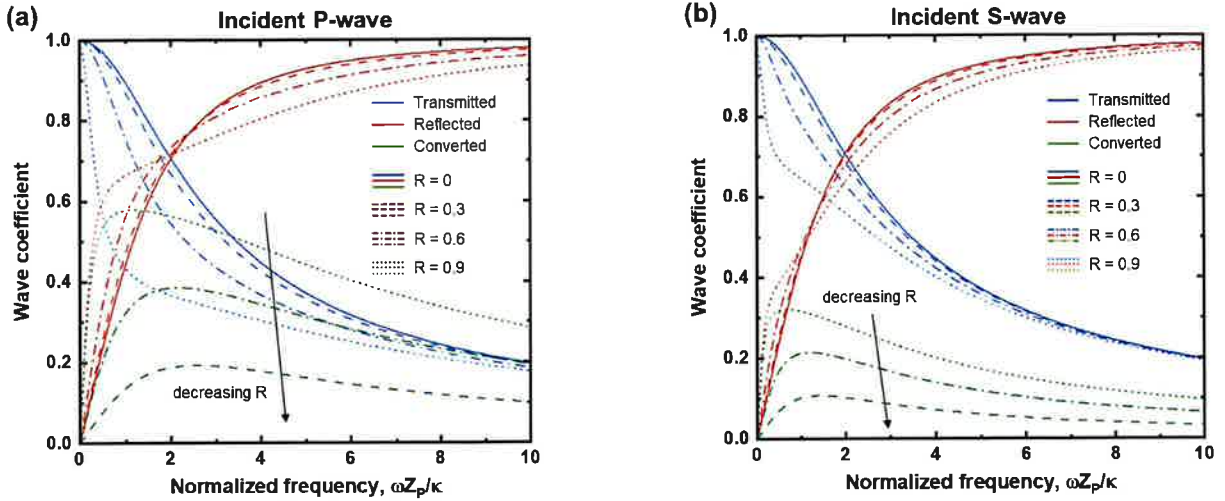 (a)
Incident P-wave
1.0
0.8
0.6
0.4
0.2
0.0
Wave coefficient
Transmitted
Reflected
Converted
R = 0
R = 0.3
R = 0.6
R = 0.9
decreasing R
0 2 4 6 8 10
Normalized frequency, ωZP/κ
(b)
Incident S-wave
1.0
0.8
0.6
0.4
0.2
0.0
Wave coefficient
Transmitted
Reflected
Converted
R = 0
R = 0.3
R = 0.6
R = 0.9
decreasing R
0 2 4 6 8 10
Normalized frequency, ωZP/κ